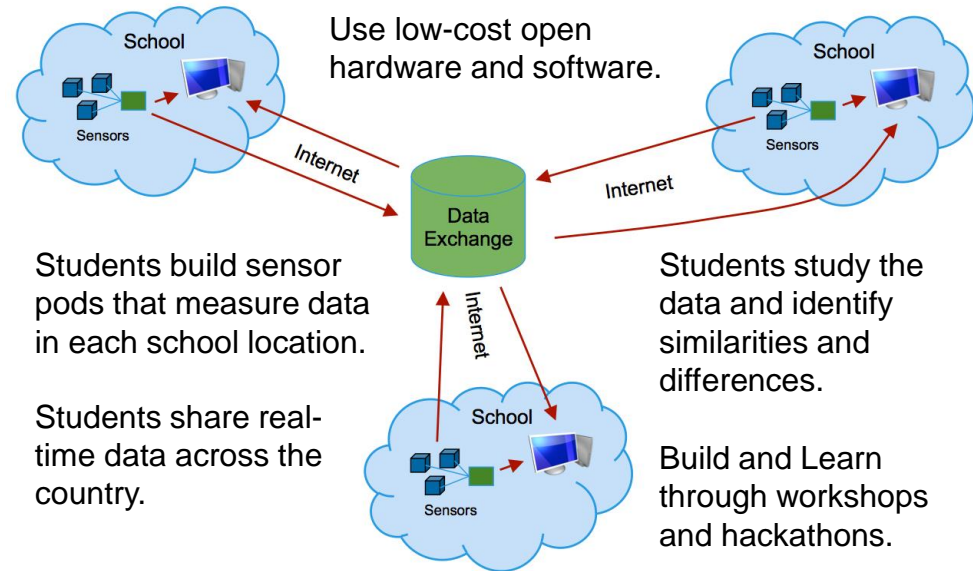 School
Sensors
Use low-cost open
hardware and software.
School
Sensors
Internet
Internet
Data
Exchange
Students build sensor
pods that measure data
in each school location.
Students share real-
time data across the
country.
Internet
School
Sensors
Students study the
data and identify
similarities and
differences.
Build and Learn
through workshops
and hackathons.